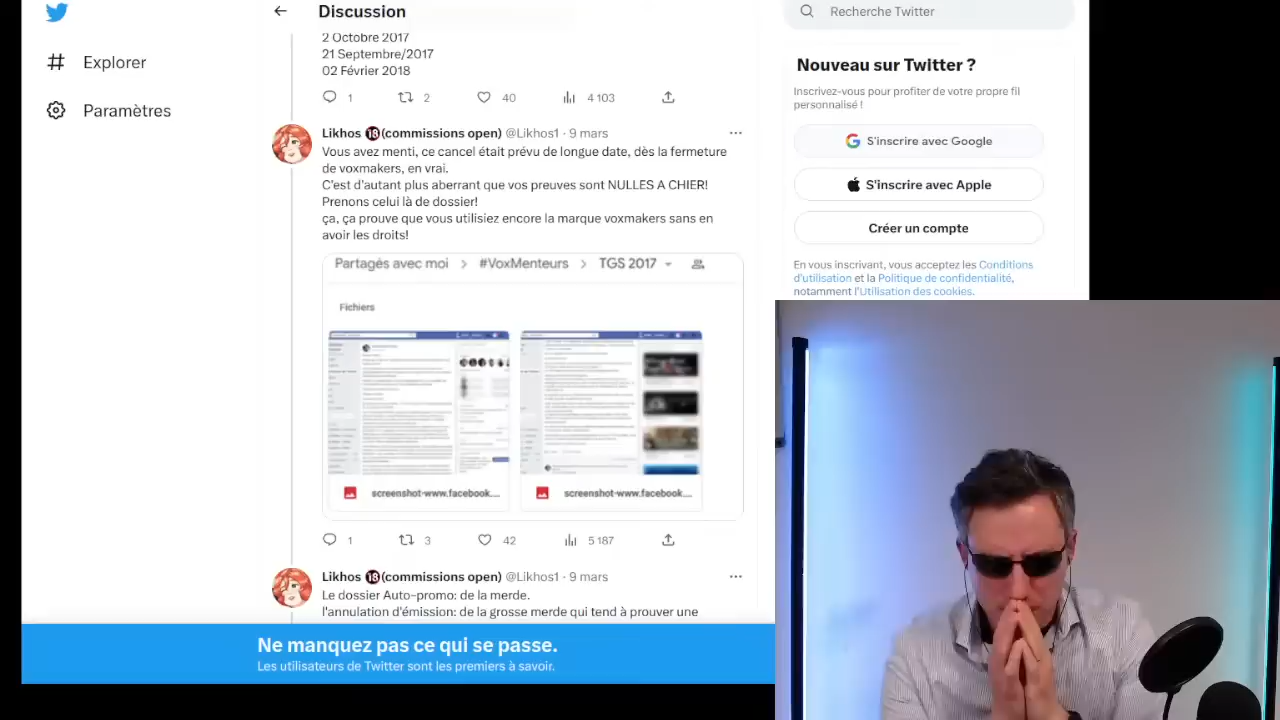 Discussion
Recherche Twitter
Explorer
Paramètres
2 Octobre 2017
21 Septembre/2017
02 Février 2018
1 2 40 4 103
Nouveau sur Twitter ?
Inscrivez-vous pour profiter de votre propre fil
personnalisé !
S'inscrire avec Google
S'inscrire avec Apple
Créer un compte
En vous inscrivant, vous acceptez les Conditions
d'utilisation et la Politique de confidentialité,
notamment l'Utilisation des cookies.
Likhos 🔞(commissions open) @Likhos1 · 9 mars
Vous avez menti, ce cancel était prévu de longue date, dès la fermeture
de voxmakers, en vrai.
C'est d'autant plus aberrant que vos preuves sont NULLES A CHIER!
Prenons celui là de dossier!
ça, ça prouve que vous utilisiez encore la marque voxmakers sans en
avoir les droits!
Partagés avec moi > #VoxMenteurs > TGS 2017
Fichiers
screenshot-www.facebook....
screenshot-www.facebook....
1 3 42 5 187
Likhos 🔞(commissions open) @Likhos1 · 9 mars
Le dossier Auto-promo: de la merde.
l'annulation d'émission: de la grosse merde qui tend à prouver une
Ne manquez pas ce qui se passe.
Les utilisateurs de Twitter sont les premiers à savoir.